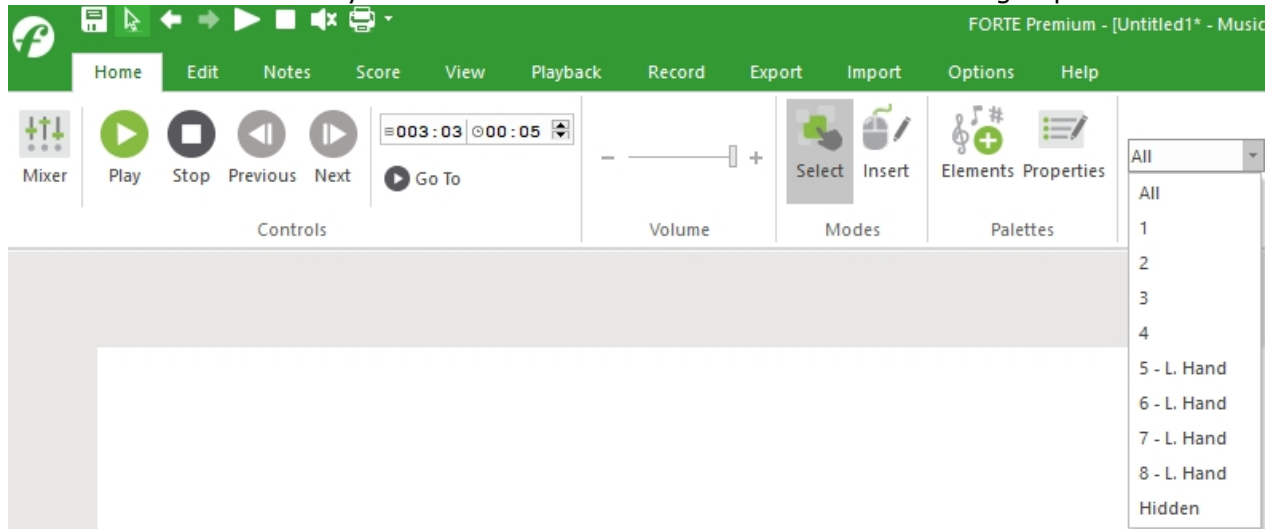 FORTE Premium - [Untitled1* - Music
Home Edit Notes Score View Playback Record Export Import Options Help
003:03 00:05
Mixer Play Stop Previous Next Go To
- +
Select Insert Elements Properties
All
Controls Volume Modes Palettes
All
1
2
3
4
5 - L. Hand
6 - L. Hand
7 - L. Hand
8 - L. Hand
Hidden